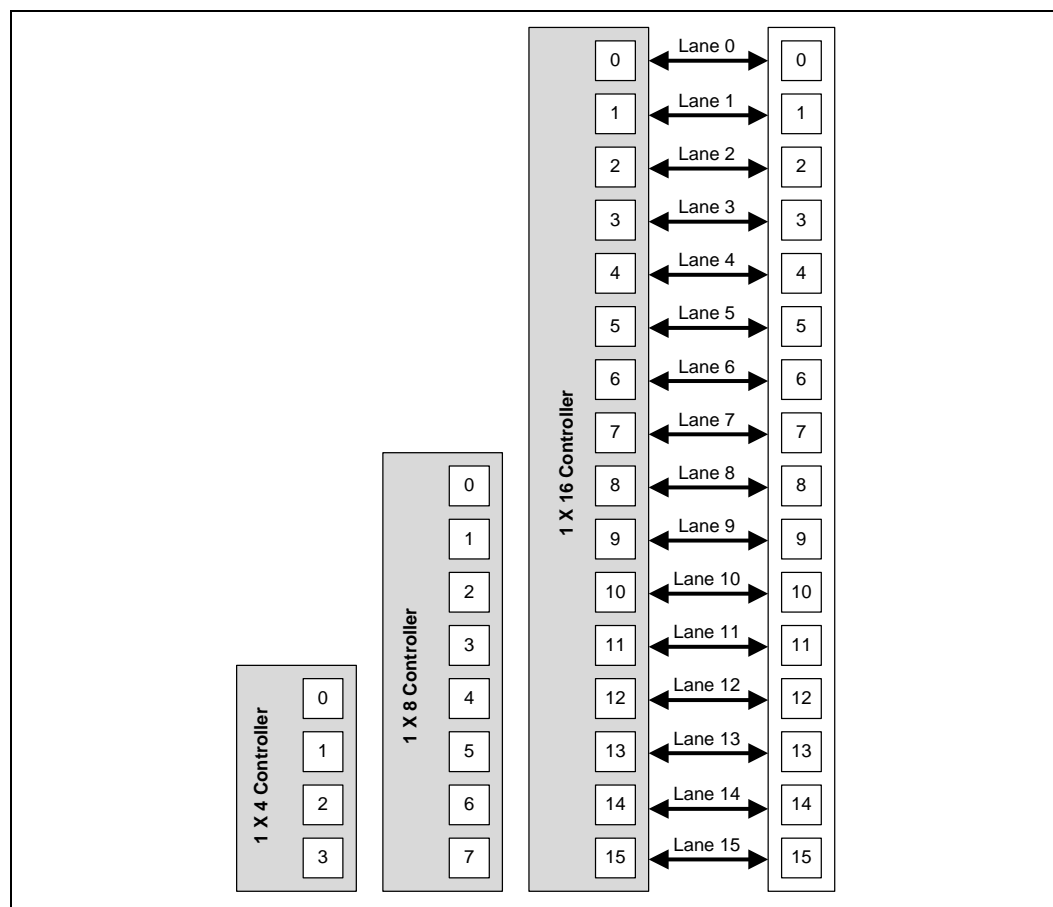 1 X 4 Controller
0
1
2
3
1 X 8 Controller
0
1
2
3
4
5
6
7
1 X 16 Controller
0 Lane 0 0
1 Lane 1 1
2 Lane 2 2
3 Lane 3 3
4 Lane 4 4
5 Lane 5 5
6 Lane 6 6
7 Lane 7 7
8 Lane 8 8
9 Lane 9 9
10 Lane 10 10
11 Lane 11 11
12 Lane 12 12
13 Lane 13 13
14 Lane 14 14
15 Lane 15 15